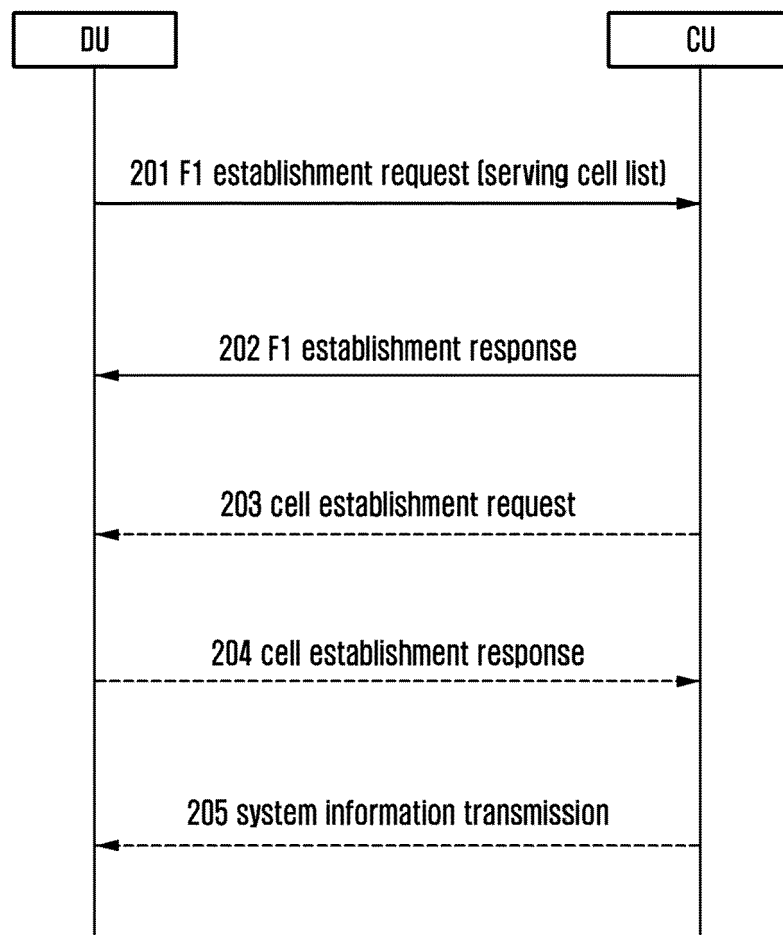 DU
CU
201 F1 establishment request (serving cell list)
202 F1 establishment response
203 cell establishment request
204 cell establishment response
205 system information transmission